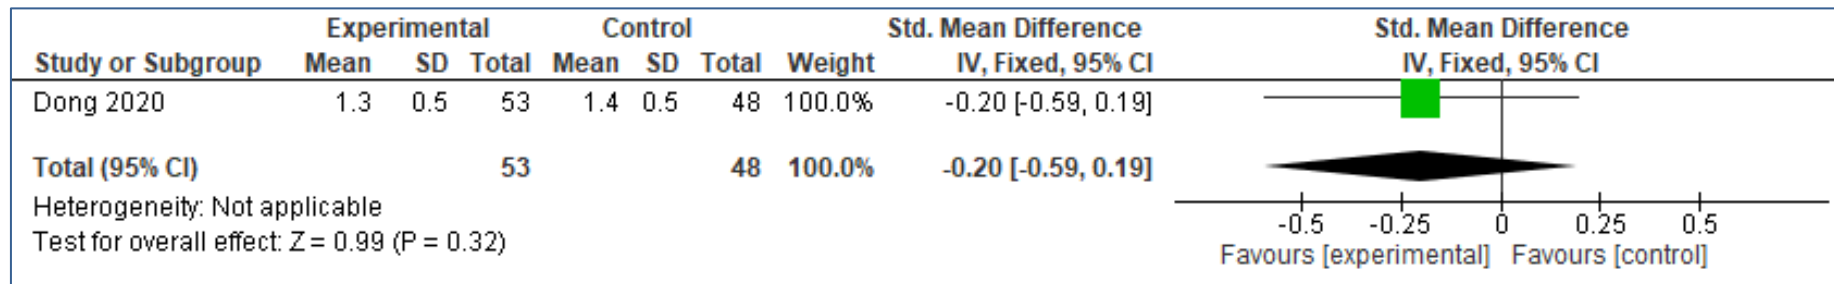 Experimental Control Std. Mean Difference Std. Mean Difference
Study or Subgroup Mean SD Total Mean SD Total Weight IV, Fixed, 95% CI IV, Fixed, 95% CI
Dong 2020 1.3 0.5 53 1.4 0.5 48 100.0% -0.20 [-0.59, 0.19]
Total (95% CI) 53 48 100.0% -0.20 [-0.59, 0.19]
Heterogeneity: Not applicable
Test for overall effect: Z = 0.99 (P = 0.32)
-0.5 -0.25 0 0.25 0.5
Favours [experimental] Favours [control]